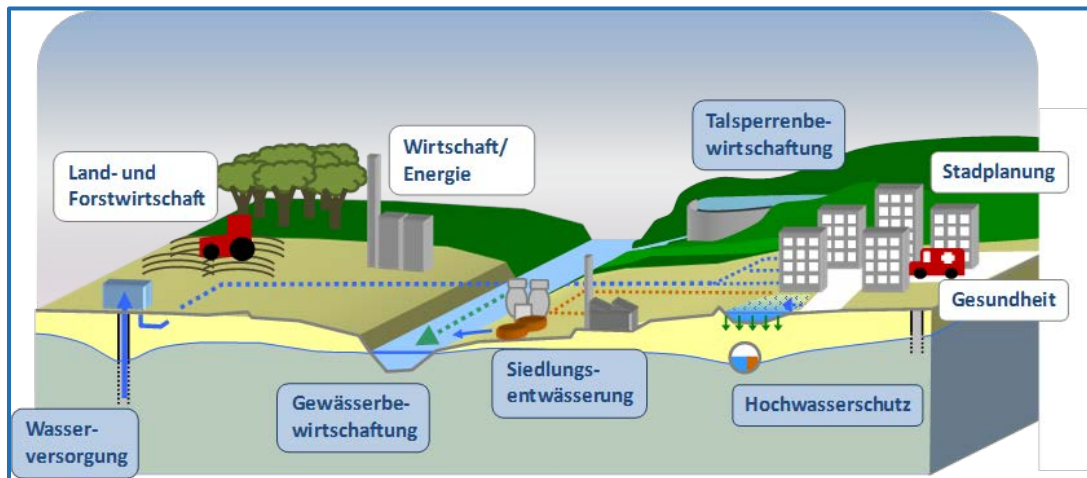 Talsperrenbe-
wirtschaftung
Wirtschaft/
Energie
Land- und
Forstwirtschaft
Stadplanung
Gesundheit
Siedlungs-
entwässerung
Gewässerbe-
wirtschaftung
Hochwasserschutz
Wasser-
versorgung